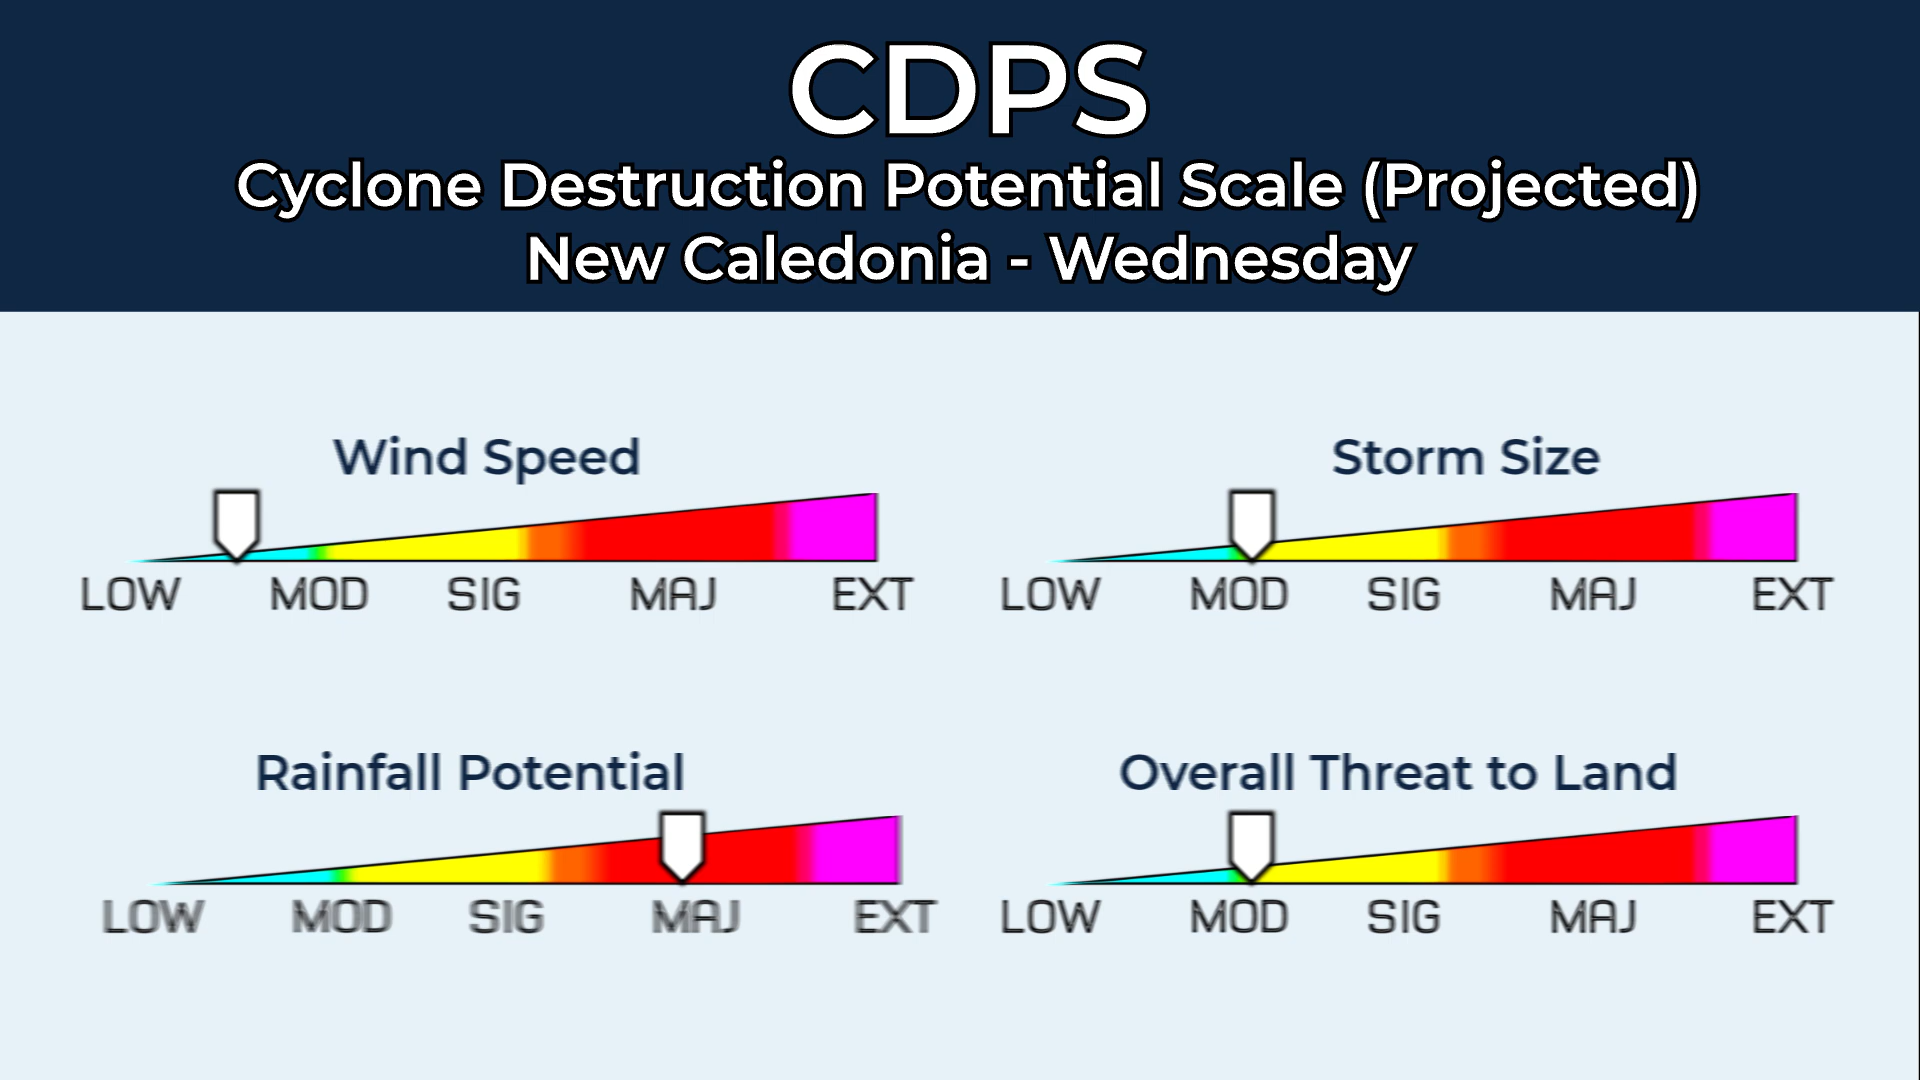 CDPS
Cyclone Destruction Potential Scale (Projected)
New Caledonia - Wednesday
Wind Speed
LOW MOD SIG MAJ EXT
Storm Size
LOW MOD SIG MAJ EXT
Rainfall Potential
LOW MOD SIG MAJ EXT
Overall Threat to Land
LOW MOD SIG MAJ EXT